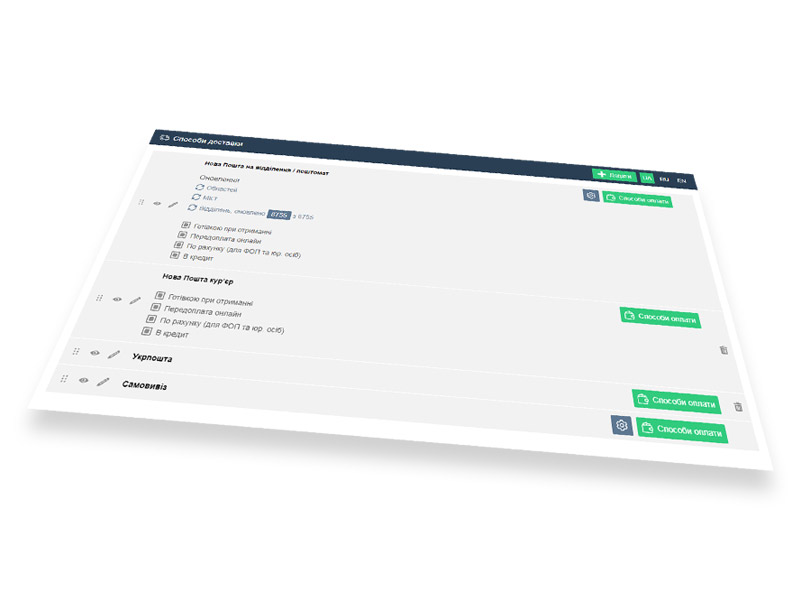 Способи доставки
Додати UA RU EN
Нова Пошта на відділення / поштомат
Оновлення
Областей
Міст
Відділень, оновлено 8755 з 8755
Способи оплати
Готівкою при отриманні
Передоплата онлайн
По рахунку (для ФОП та юр. осіб)
В кредит
Нова Пошта кур'єр
Готівкою при отриманні
Передоплата онлайн
По рахунку (для ФОП та юр. осіб)
В кредит
Способи оплати
Укрпошта
Способи оплати
Самовивіз
Способи оплати